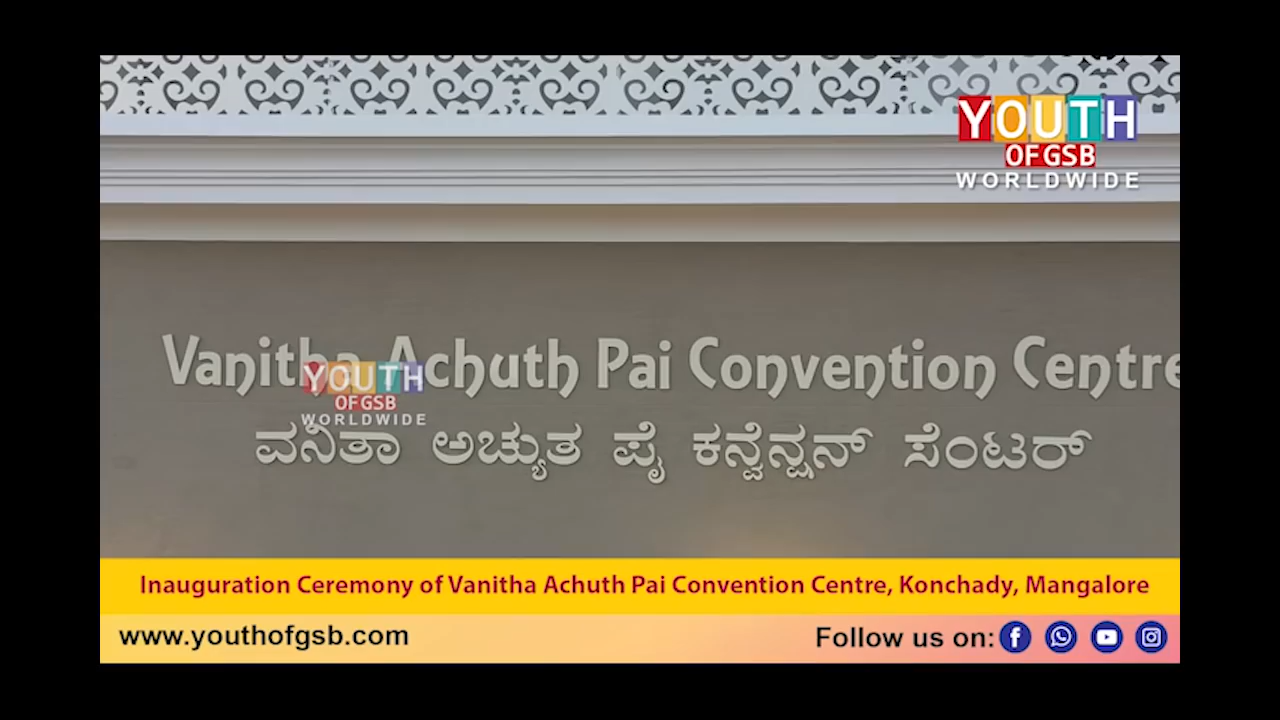 YOUTH
OF GSB
WORLDWIDE
Vanitha Achuth Pai Convention Centre
YOUTH
OF GSB
WORLDWIDE
ವನಿತಾ ಅಚ್ಯುತ ಪೈ ಕನ್ವೆನ್ಷನ್ ಸೆಂಟರ್
Inauguration Ceremony of Vanitha Achuth Pai Convention Centre, Konchady, Mangalore
www.youthofgsb.com
Follow us on: